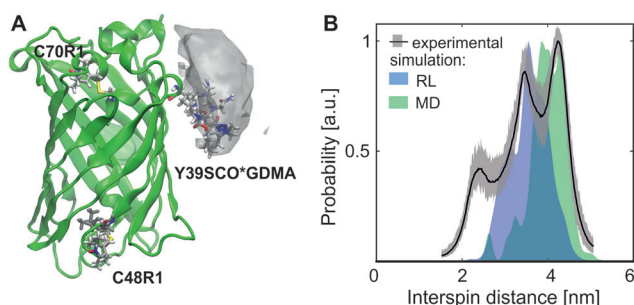 A
C70R1
Y39SCO*GDMA
C48R1
B
experimental
simulation:
RL
MD
1
0.5
Probability [a.u.]
0 2 4 6
Interspin distance [nm]